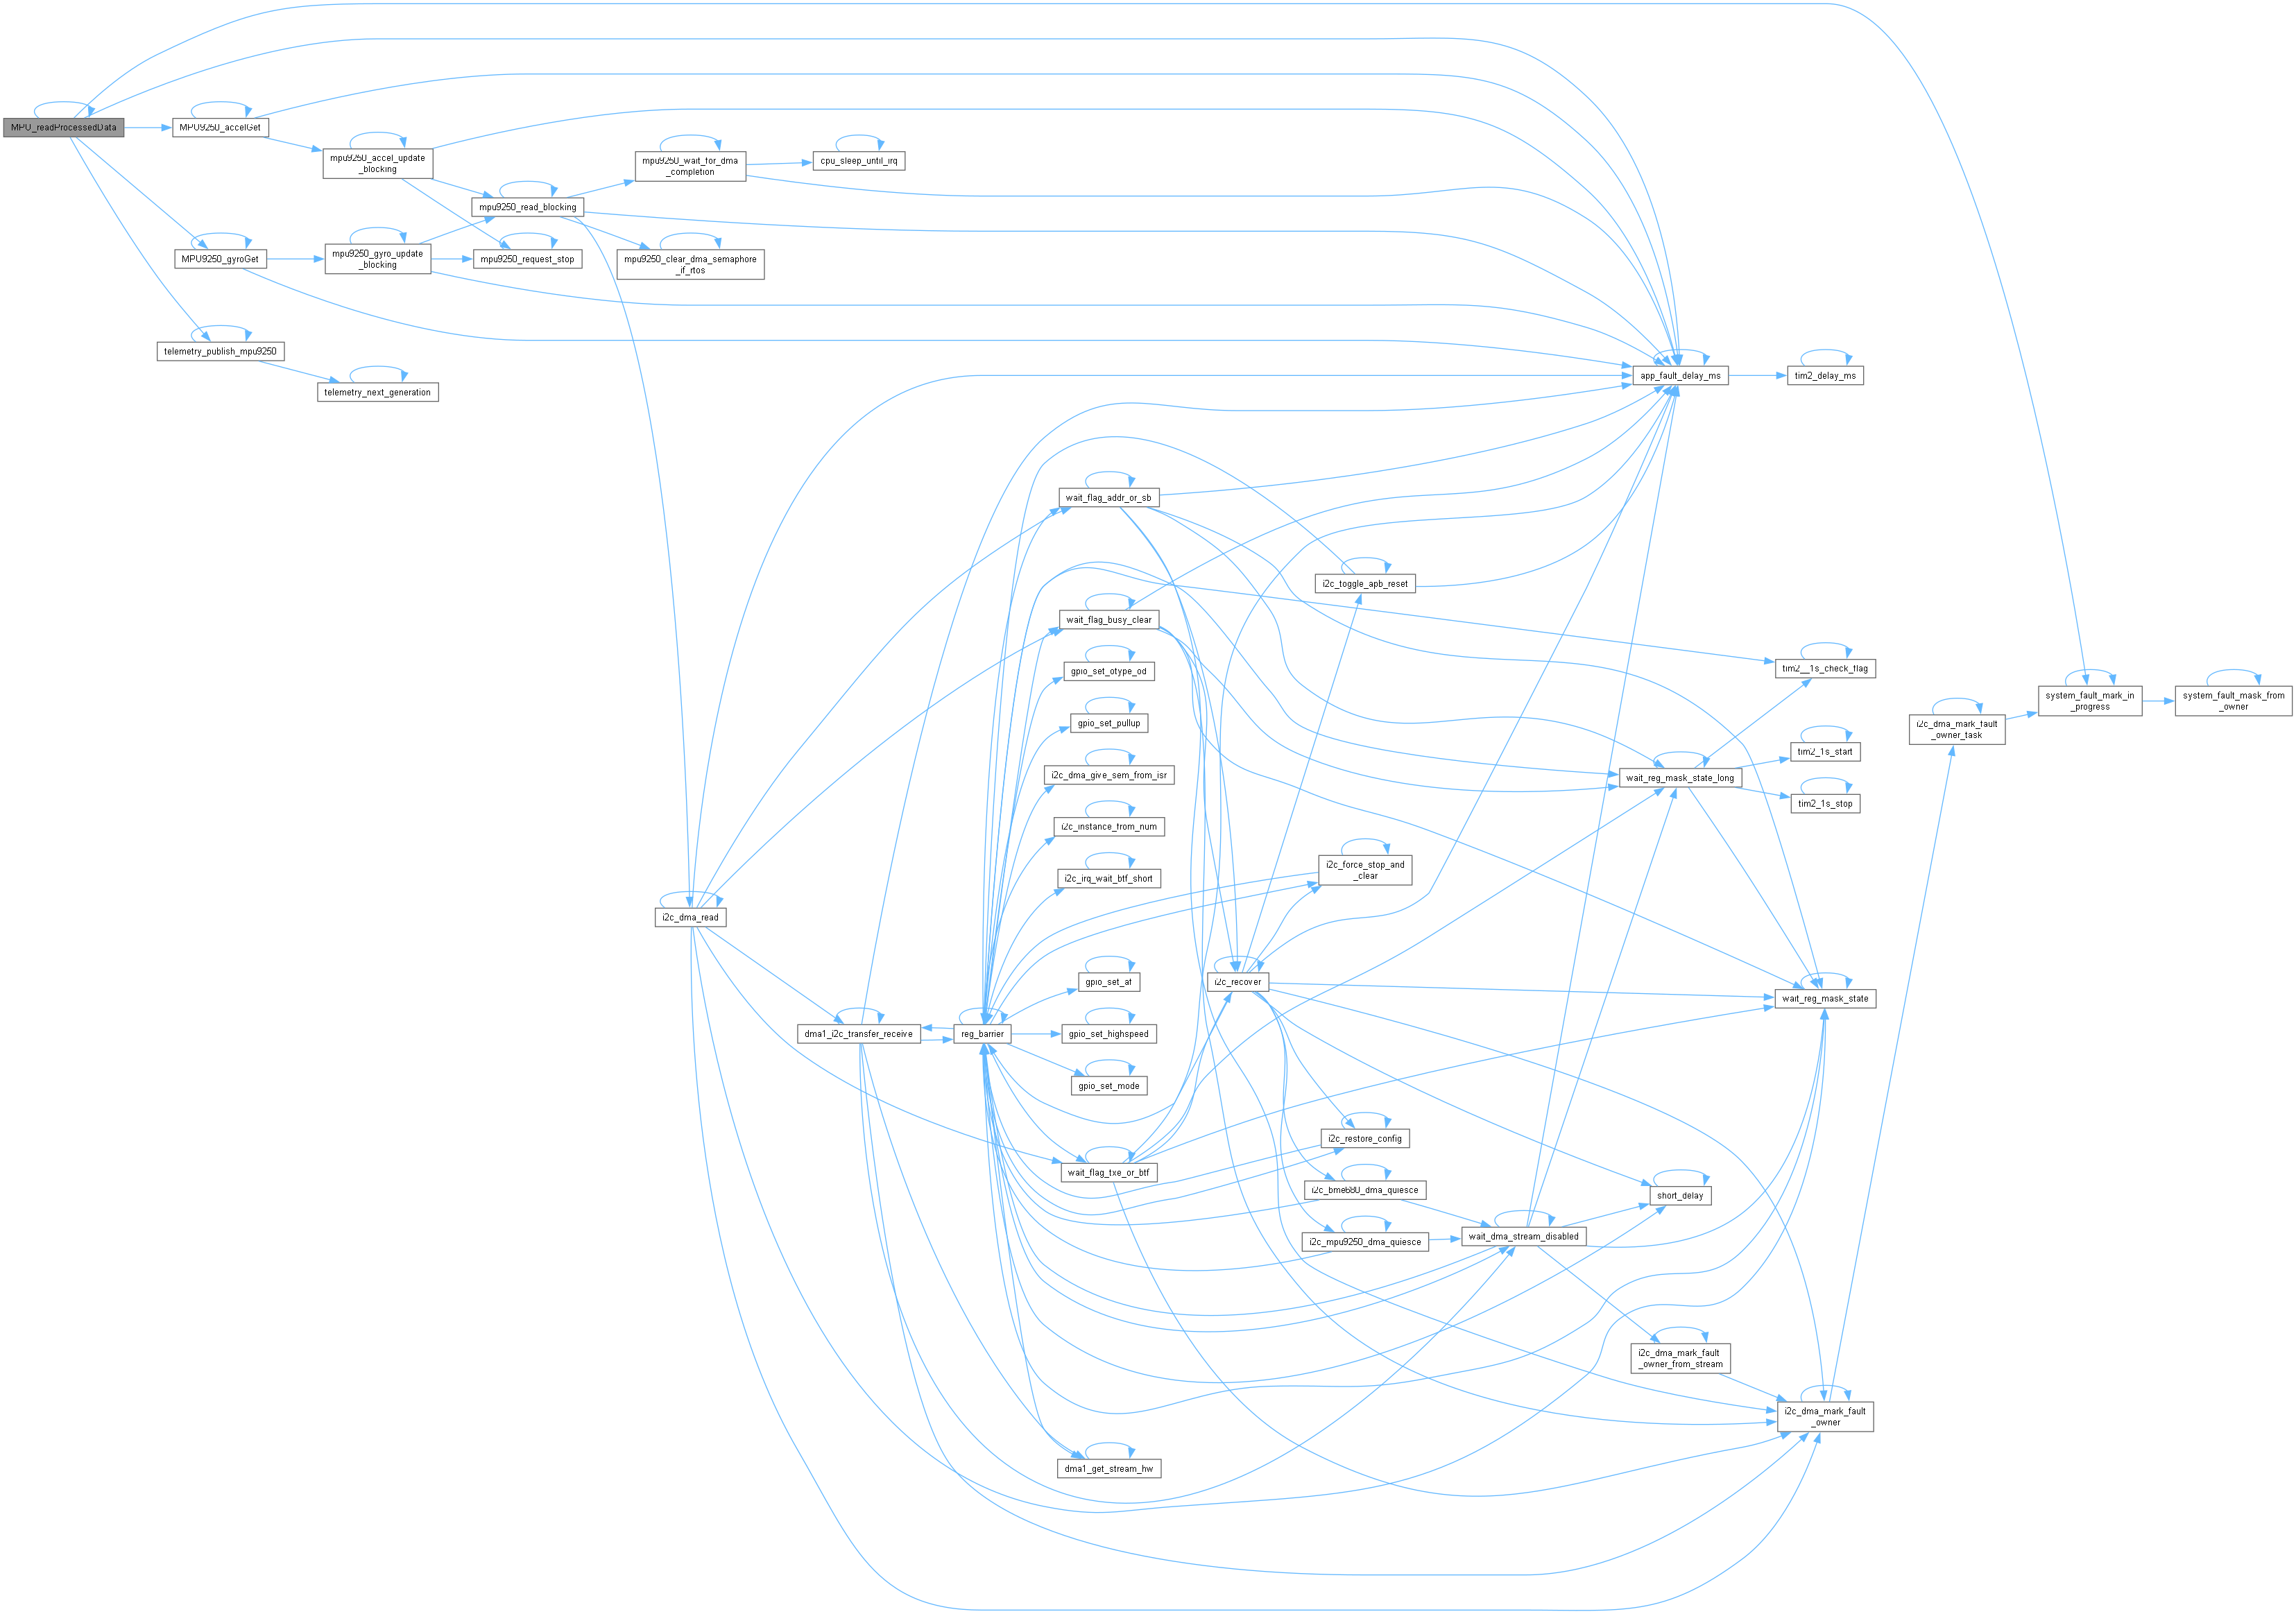 MPU_readProcessedData
MPU9250_accelGet
mpu9250_accel_update
_blocking
mpu9250_wait_for_dma
_completion
cpu_sleep_until_irq
mpu9250_read_blocking
MPU9250_gyroGet
mpu9250_gyro_update
_blocking
mpu9250_request_stop
mpu9250_clear_dma_semaphore
_if_rtos
telemetry_publish_mpu9250
telemetry_next_generation
app_fault_delay_ms
tim2_delay_ms
wait_flag_addr_or_sb
i2c_toggle_apb_reset
wait_flag_busy_clear
gpio_set_otype_od
tim2__1s_check_flag
system_fault_mark_in
_progress
system_fault_mask_from
_owner
gpio_set_pullup
i2c_dma_mark_fault
_owner_task
tim2_1s_start
i2c_dma_give_sem_from_isr
wait_reg_mask_state_long
tim2_1s_stop
i2c_instance_from_num
i2c_irq_wait_btf_short
i2c_force_stop_and
_clear
i2c_dma_read
gpio_set_af
i2c_recover
wait_reg_mask_state
dma1_i2c_transfer_receive
reg_barrier
gpio_set_highspeed
gpio_set_mode
i2c_restore_config
wait_flag_txe_or_btf
i2c_bme680_dma_quiesce
short_delay
i2c_mpu9250_dma_quiesce
wait_dma_stream_disabled
i2c_dma_mark_fault
_owner_from_stream
i2c_dma_mark_fault
_owner
dma1_get_stream_hw